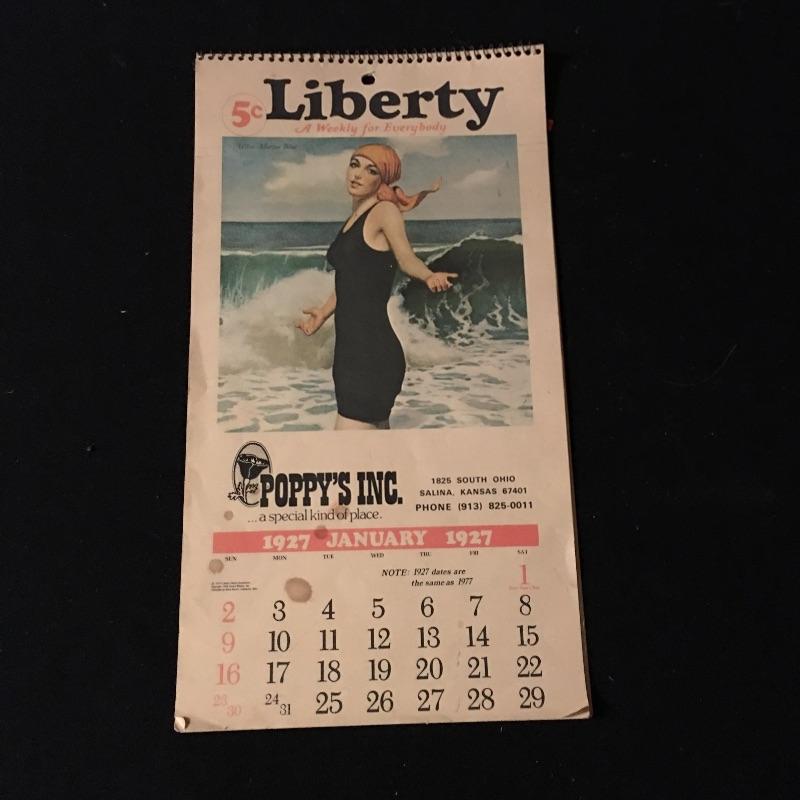 5c Liberty
A Weekly for Everybody
POPPY'S INC.
...a special kind of place.
1825 SOUTH OHIO
SALINA, KANSAS 67401
PHONE (913) 825-0011
1927 JANUARY 1927
SUN MON TUE WED THU FRI SAT
NOTE: 1927 dates are
the same as 1977
1
2 3 4 5 6 7 8
9 10 11 12 13 14 15
16 17 18 19 20 21 22
23/30 24/31 25 26 27 28 29